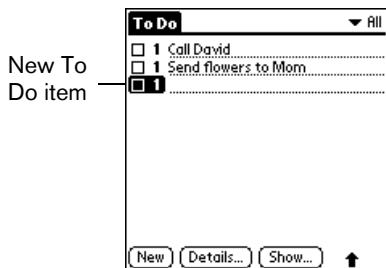 To Do All
1 Call David
1 Send flowers to Mom
1
New To
Do item
New Details... Show...